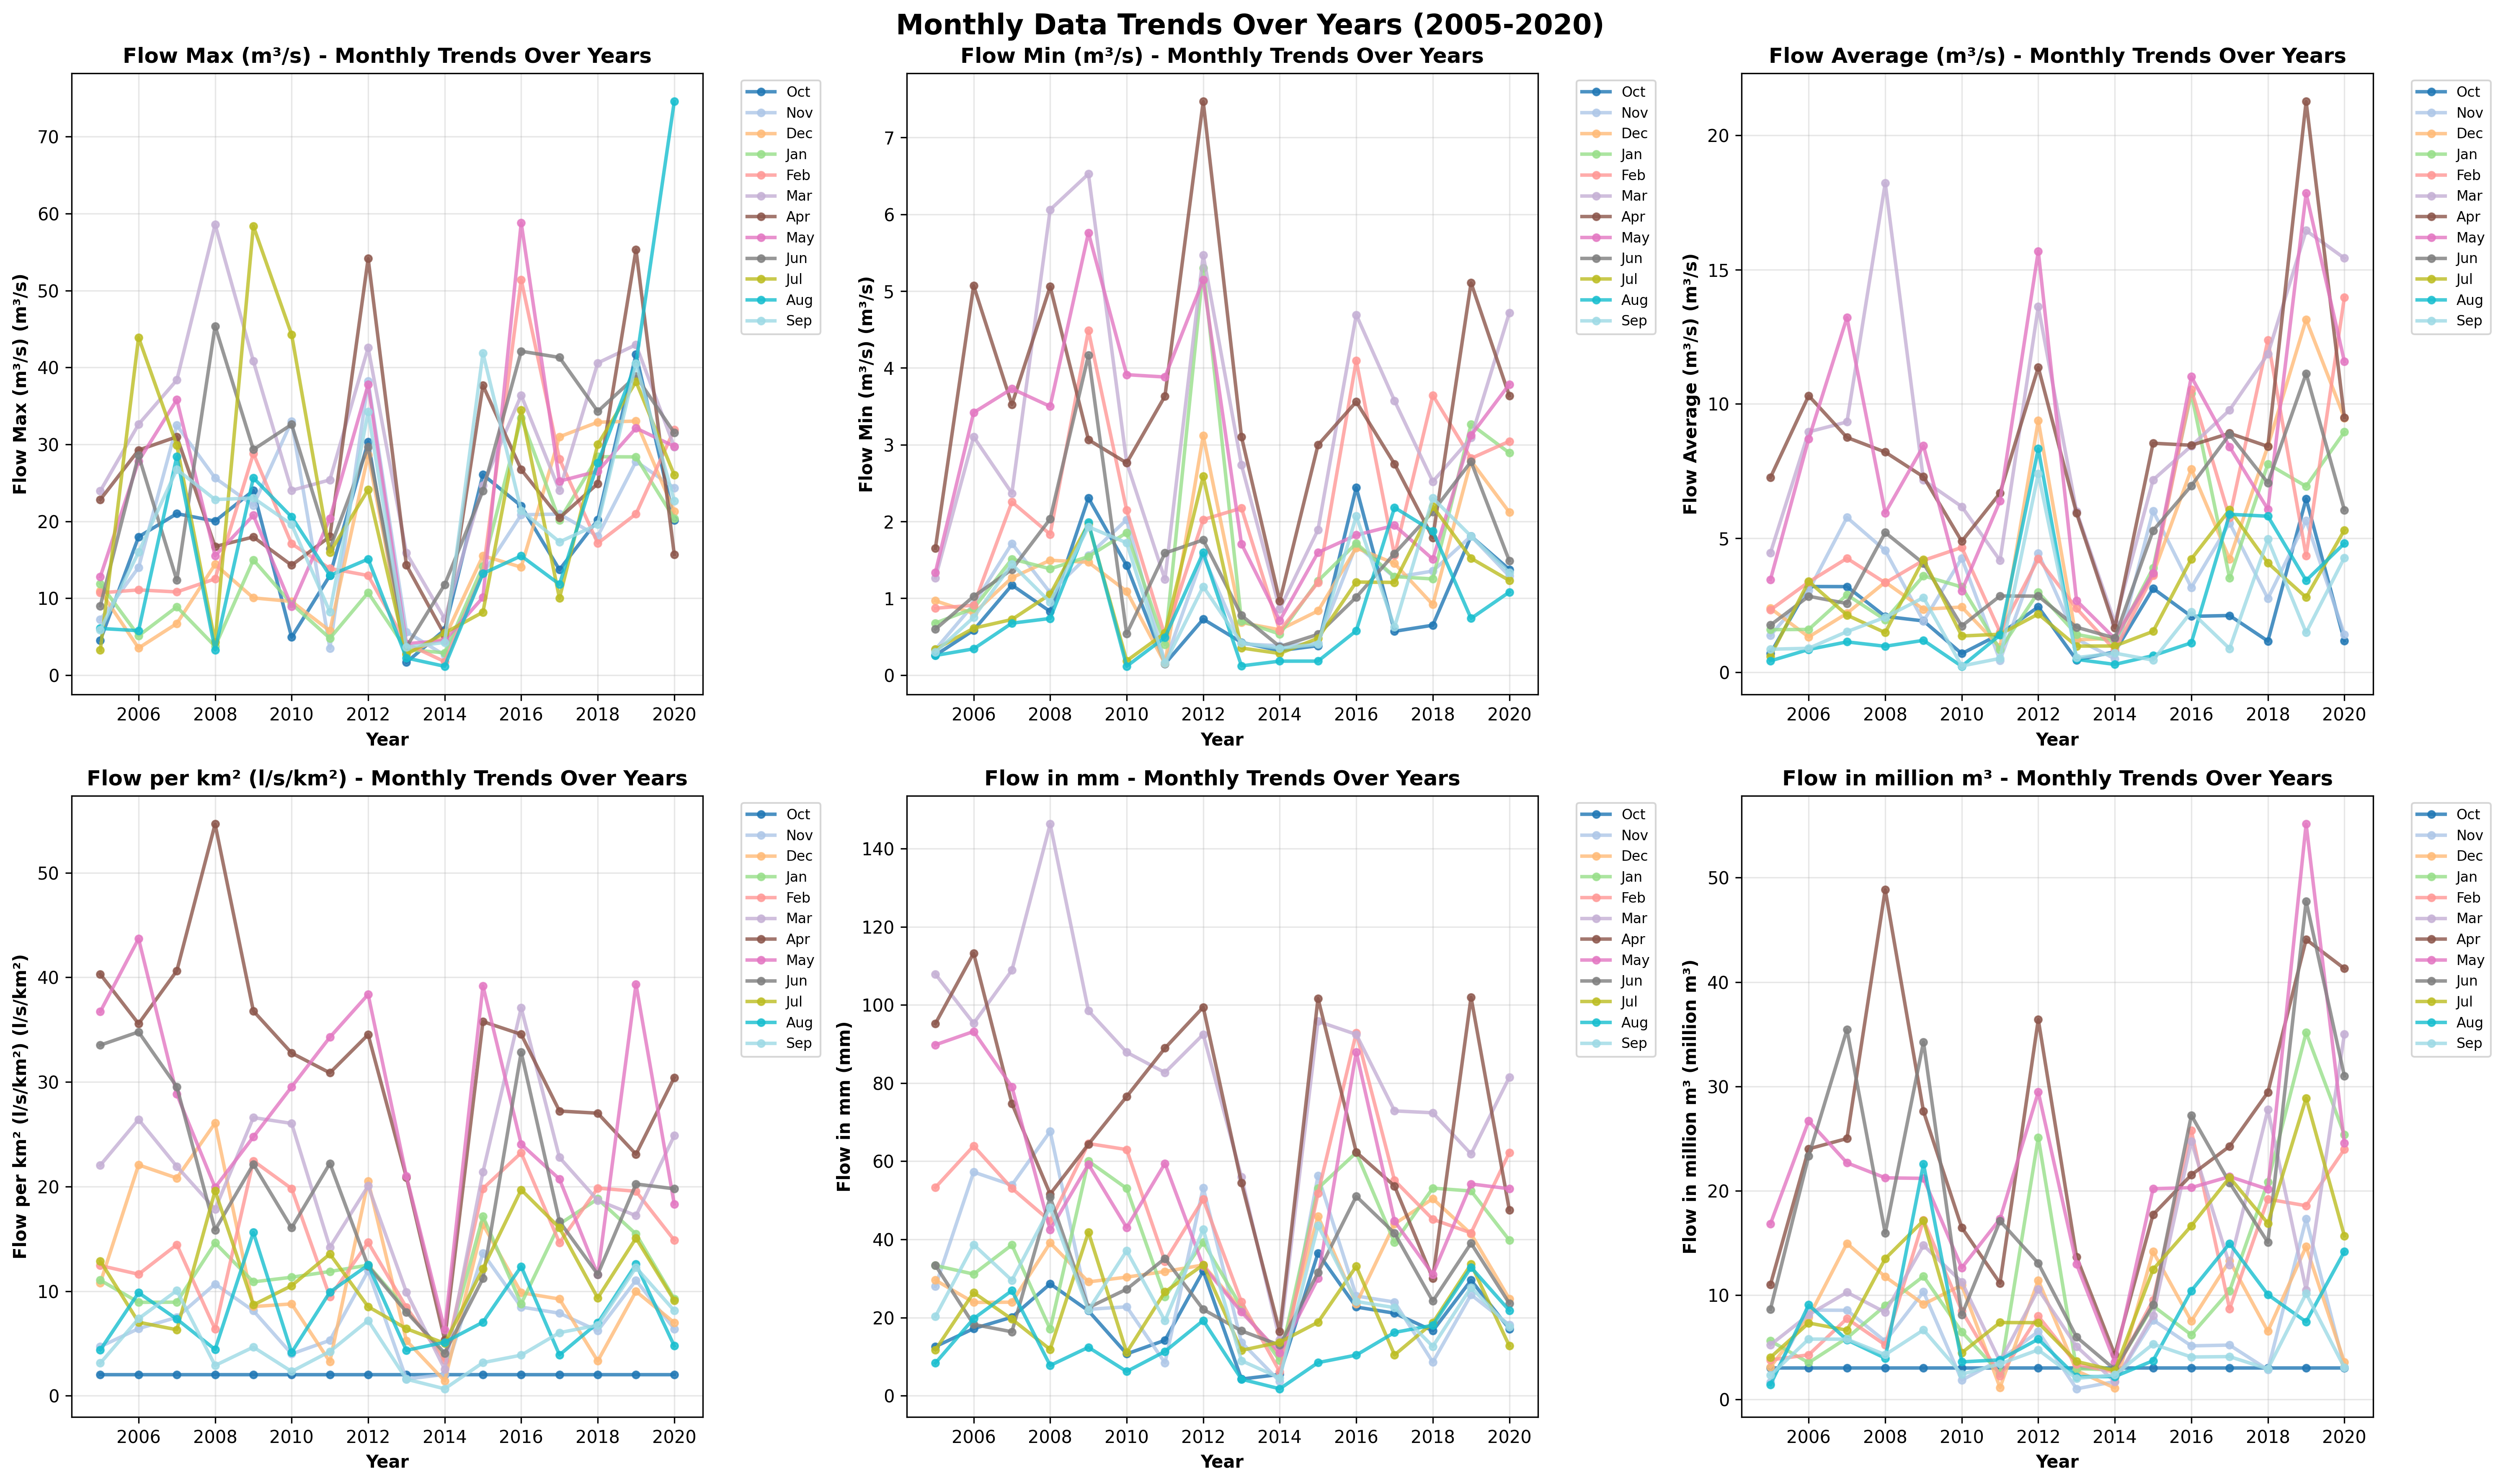 Monthly Data Trends Over Years (2005-2020)
Flow Max (m³/s) - Monthly Trends Over Years
Flow Max (m³/s) (m³/s)
70
60
50
40
30
20
10
0
2006 2008 2010 2012 2014 2016 2018 2020
Year
Oct
Nov
Dec
Jan
Feb
Mar
Apr
May
Jun
Jul
Aug
Sep
Flow Min (m³/s) - Monthly Trends Over Years
Flow Min (m³/s) (m³/s)
7
6
5
4
3
2
1
0
2006 2008 2010 2012 2014 2016 2018 2020
Year
Oct
Nov
Dec
Jan
Feb
Mar
Apr
May
Jun
Jul
Aug
Sep
Flow Average (m³/s) - Monthly Trends Over Years
Flow Average (m³/s) (m³/s)
20
15
10
5
0
2006 2008 2010 2012 2014 2016 2018 2020
Year
Oct
Nov
Dec
Jan
Feb
Mar
Apr
May
Jun
Jul
Aug
Sep
Flow per km² (l/s/km²) - Monthly Trends Over Years
Flow per km² (l/s/km²) (l/s/km²)
50
40
30
20
10
0
2006 2008 2010 2012 2014 2016 2018 2020
Year
Oct
Nov
Dec
Jan
Feb
Mar
Apr
May
Jun
Jul
Aug
Sep
Flow in mm - Monthly Trends Over Years
Flow in mm (mm)
140
120
100
80
60
40
20
0
2006 2008 2010 2012 2014 2016 2018 2020
Year
Oct
Nov
Dec
Jan
Feb
Mar
Apr
May
Jun
Jul
Aug
Sep
Flow in million m³ - Monthly Trends Over Years
Flow in million m³ (million m³)
50
40
30
20
10
0
2006 2008 2010 2012 2014 2016 2018 2020
Year
Oct
Nov
Dec
Jan
Feb
Mar
Apr
May
Jun
Jul
Aug
Sep